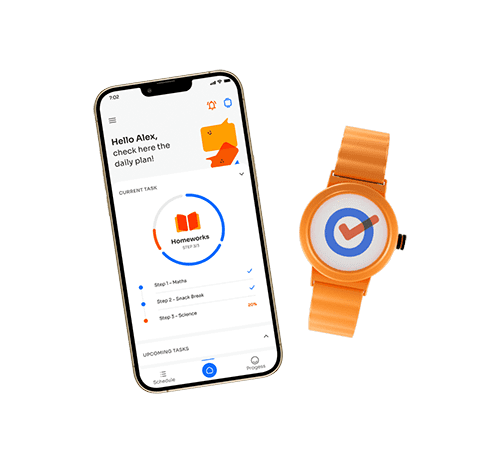 7:02
Hello Alex,
check here the
daily plan!
CURRENT TASK
Homeworks
STEP 3/3
Step 1 - Maths
Step 2 - Snack Break
Step 3 - Science 20%
UPCOMING TASKS
Schedule
Progess